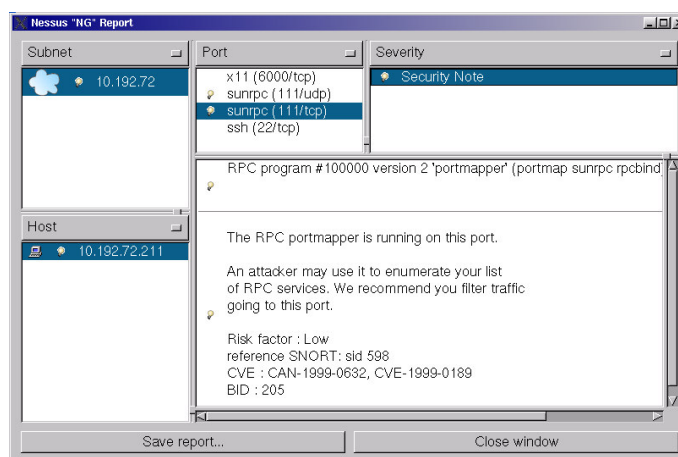 Nessus "NG" Report
Subnet
Port
Severity
10.192.72
x11 (6000/tcp)
sunrpc (111/udp)
sunrpc (111/tcp)
ssh (22/tcp)
Security Note
Host
10.192.72.211
RPC program #100000 version 2 'portmapper' (portmap sunrpc rpcbind
The RPC portmapper is running on this port.
An attacker may use it to enumerate your list
of RPC services. We recommend you filter traffic
going to this port.
Risk factor : Low
reference SNORT: sid 598
CVE : CAN-1999-0632, CVE-1999-0189
BID : 205
Save report...
Close window